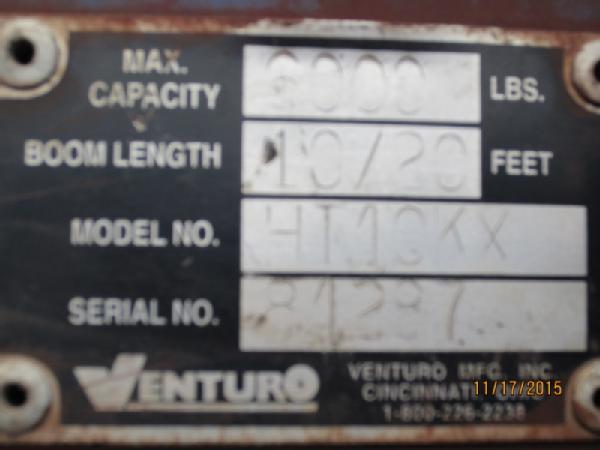 MAX.
CAPACITY LBS.
BOOM LENGTH 10/20 FEET
MODEL NO.
SERIAL NO.
VENTURO VENTURO MFG. INC.
CINCINNATI,
11/17/2015
1-800-226-2238